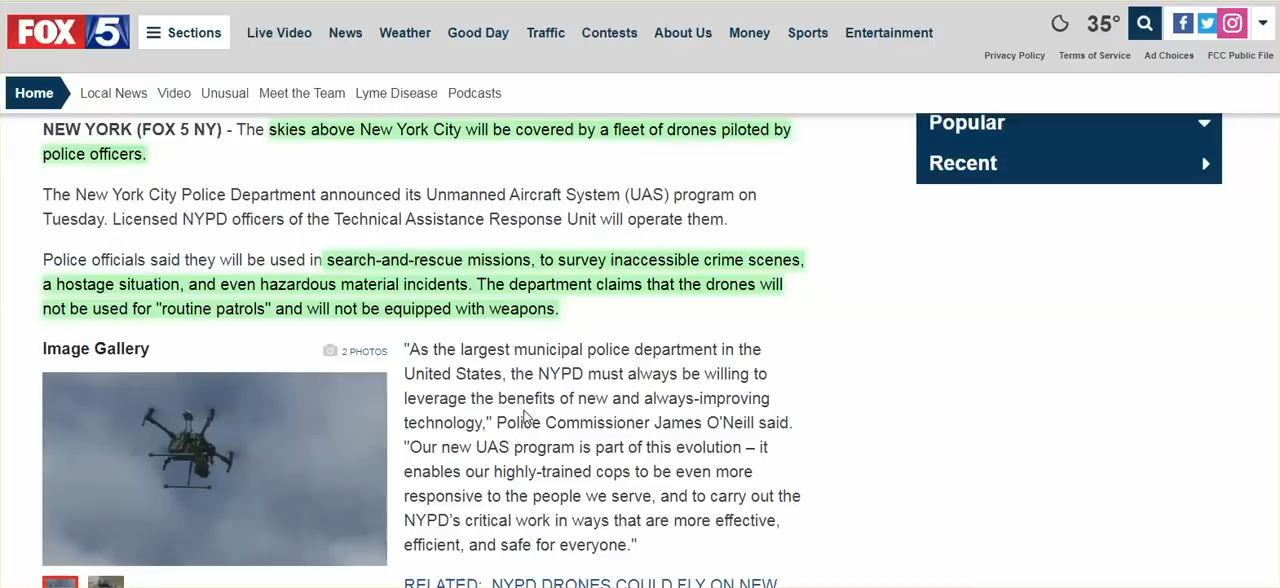 FOX 5
Sections
Live Video
News
Weather
Good Day
Traffic
Contests
About Us
Money
Sports
Entertainment
35°
Privacy Policy
Terms of Service
Ad Choices
FCC Public File
Home
Local News
Video
Unusual
Meet the Team
Lyme Disease
Podcasts
NEW YORK (FOX 5 NY) - The skies above New York City will be covered by a fleet of drones piloted by
police officers.
The New York City Police Department announced its Unmanned Aircraft System (UAS) program on
Tuesday. Licensed NYPD officers of the Technical Assistance Response Unit will operate them.
Police officials said they will be used in search-and-rescue missions, to survey inaccessible crime scenes,
a hostage situation, and even hazardous material incidents. The department claims that the drones will
not be used for "routine patrols" and will not be equipped with weapons.
Image Gallery
2 PHOTOS
"As the largest municipal police department in the
United States, the NYPD must always be willing to
leverage the benefits of new and always-improving
technology," Police Commissioner James O'Neill said.
"Our new UAS program is part of this evolution – it
enables our highly-trained cops to be even more
responsive to the people we serve, and to carry out the
NYPD's critical work in ways that are more effective,
efficient, and safe for everyone."
RELATED: NYPD DRONES COULD FLY ON NEW
Popular
Recent